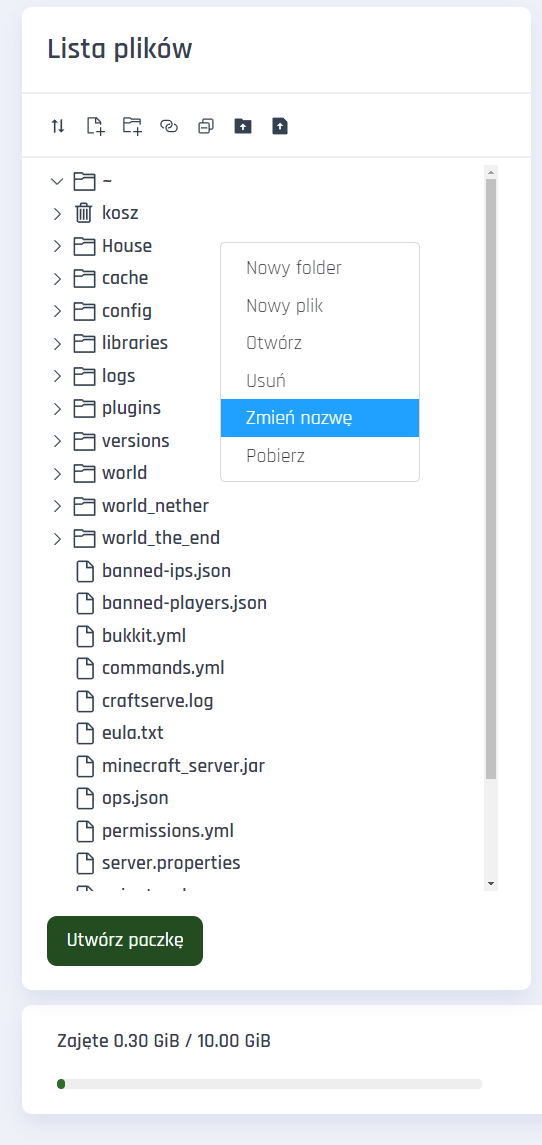 Lista plików
~
kosz
House
cache
config
libraries
logs
plugins
versions
world
world_nether
world_the_end
banned-ips.json
banned-players.json
bukkit.yml
commands.yml
craftserve.log
eula.txt
minecraft_server.jar
ops.json
permissions.yml
server.properties
Nowy folder
Nowy plik
Otwórz
Usuń
Zmień nazwę
Pobierz
Utwórz paczkę
Zajęte 0.30 GiB / 10.00 GiB